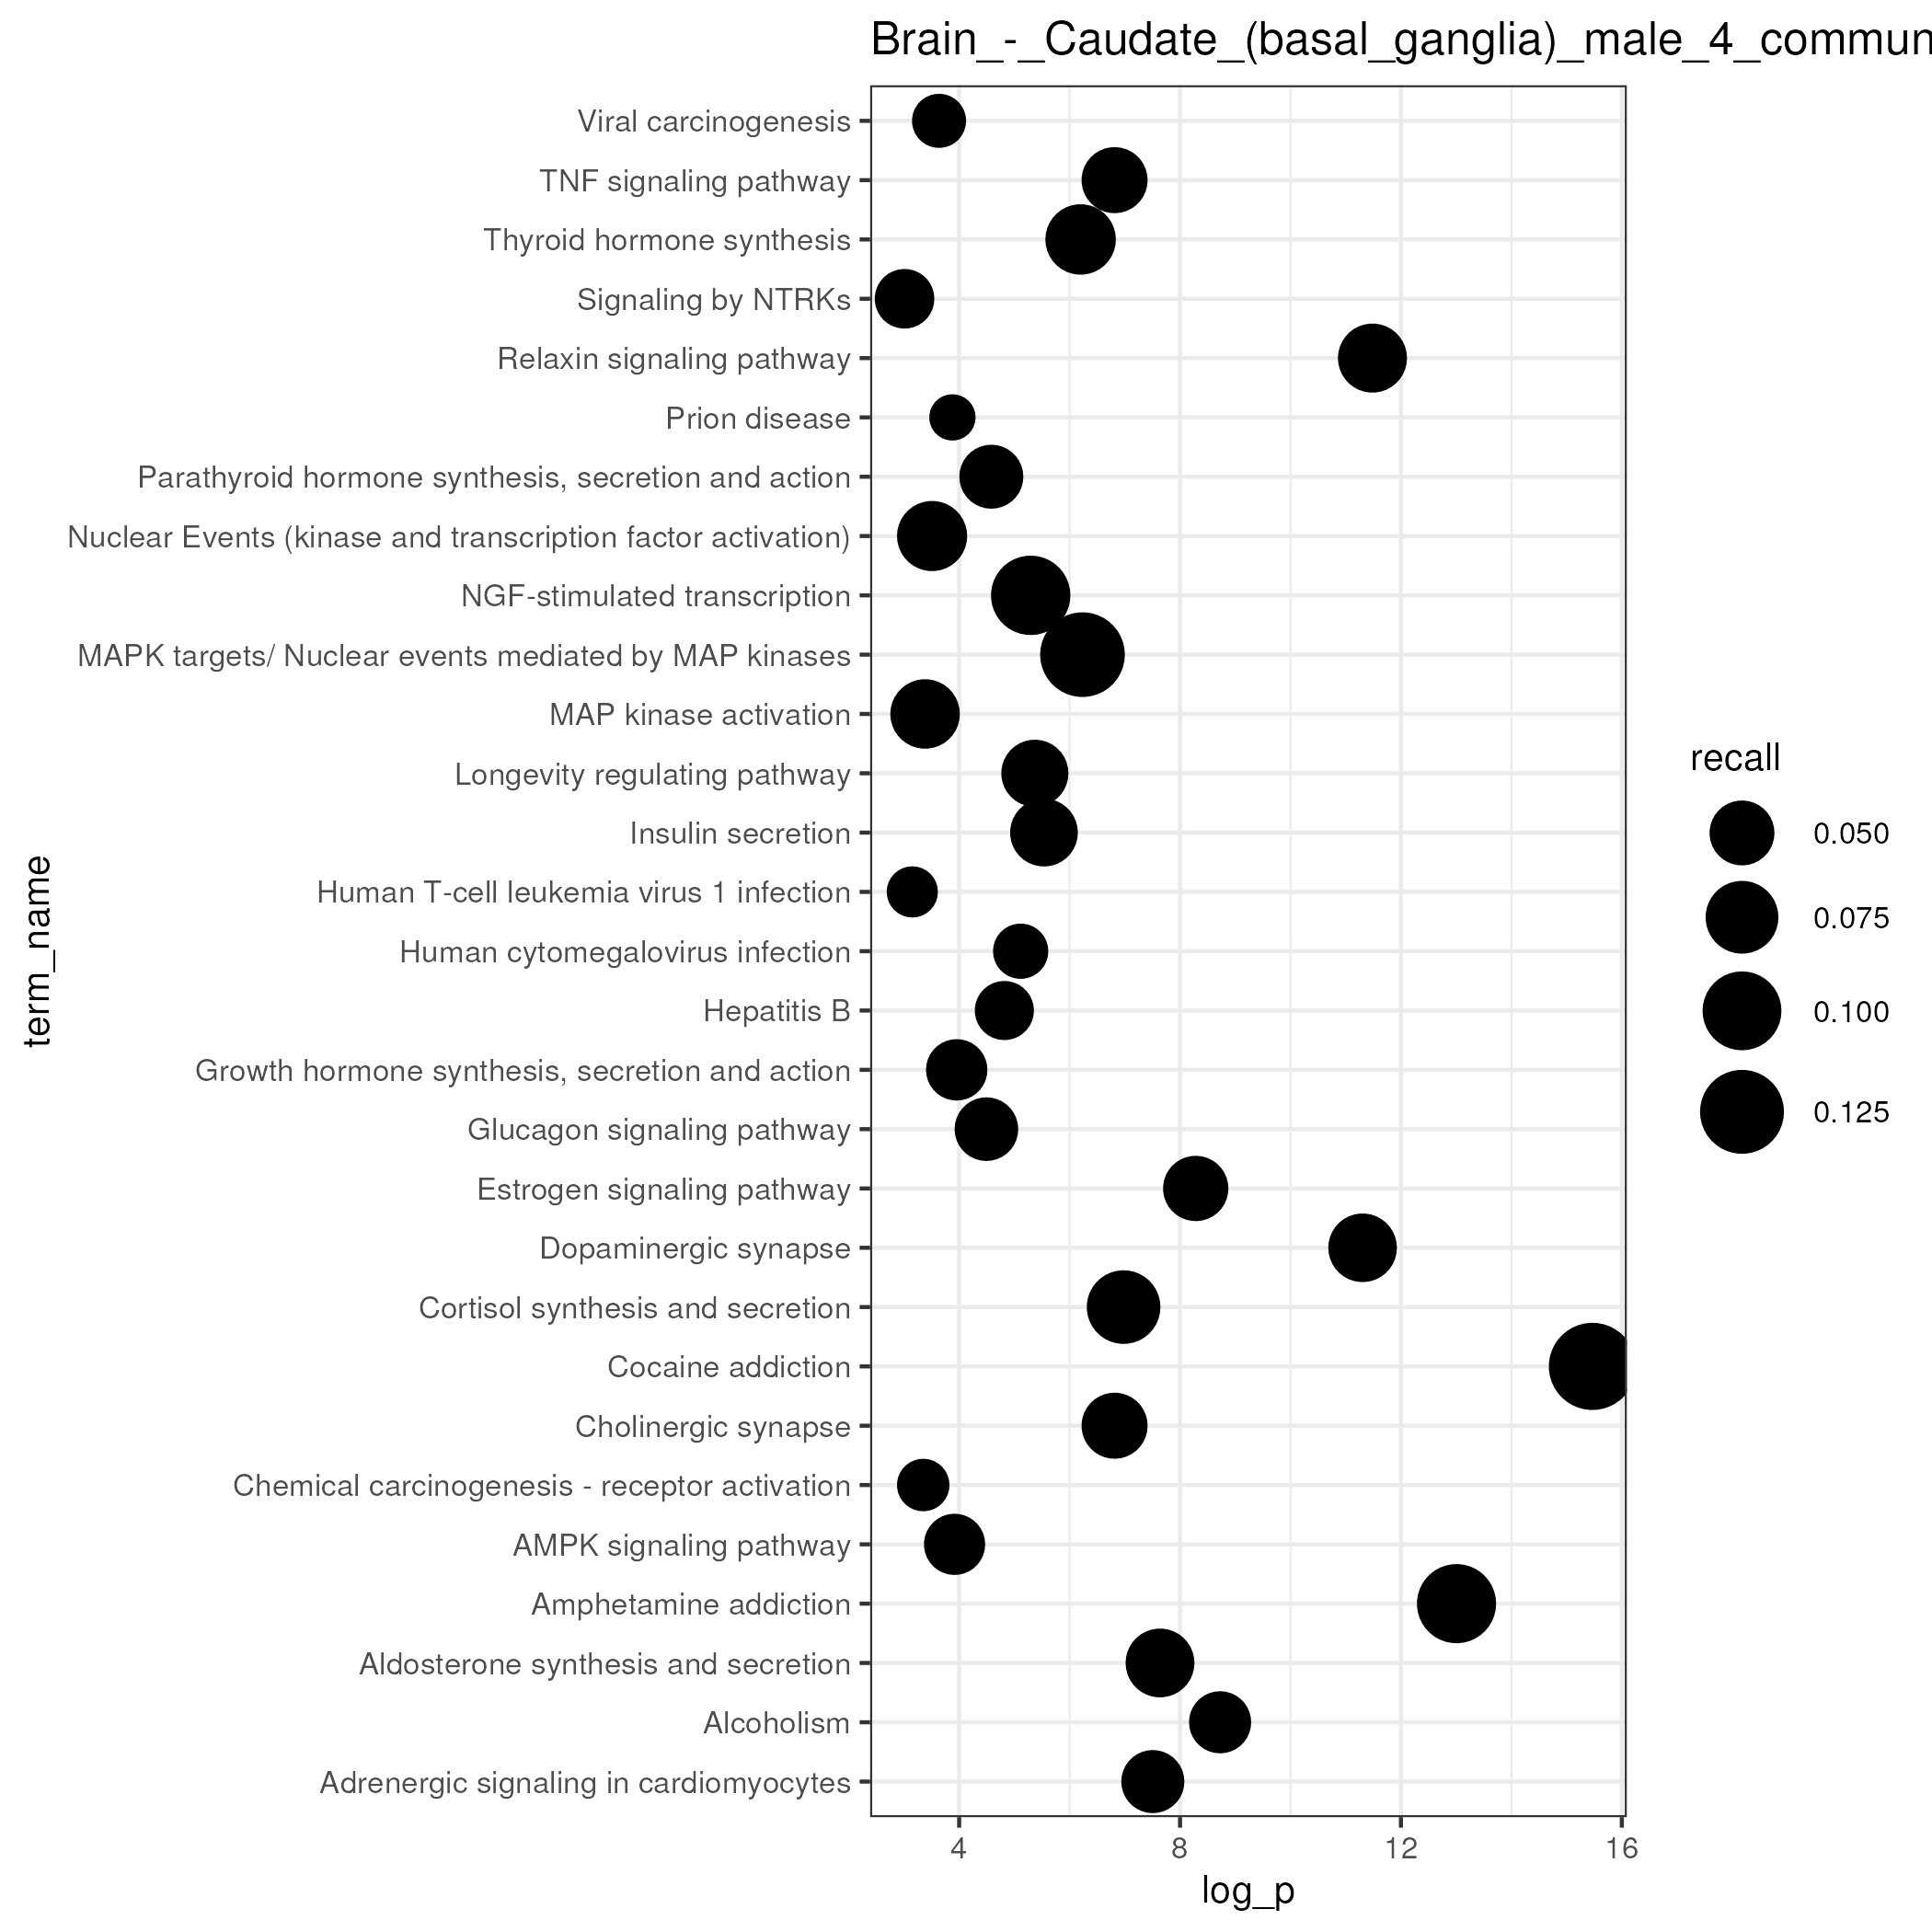 Brain_-_Caudate_(basal_ganglia)_male_4_commun
Viral carcinogenesis
TNF signaling pathway
Thyroid hormone synthesis
Signaling by NTRKs
Relaxin signaling pathway
Prion disease
Parathyroid hormone synthesis, secretion and action
Nuclear Events (kinase and transcription factor activation)
NGF-stimulated transcription
MAPK targets/ Nuclear events mediated by MAP kinases
MAP kinase activation
Longevity regulating pathway
Insulin secretion
Human T-cell leukemia virus 1 infection
Human cytomegalovirus infection
Hepatitis B
Growth hormone synthesis, secretion and action
Glucagon signaling pathway
Estrogen signaling pathway
Dopaminergic synapse
Cortisol synthesis and secretion
Cocaine addiction
Cholinergic synapse
Chemical carcinogenesis - receptor activation
AMPK signaling pathway
Amphetamine addiction
Aldosterone synthesis and secretion
Alcoholism
Adrenergic signaling in cardiomyocytes
term_name
4 8 12 16
log_p
recall
0.050
0.075
0.100
0.125